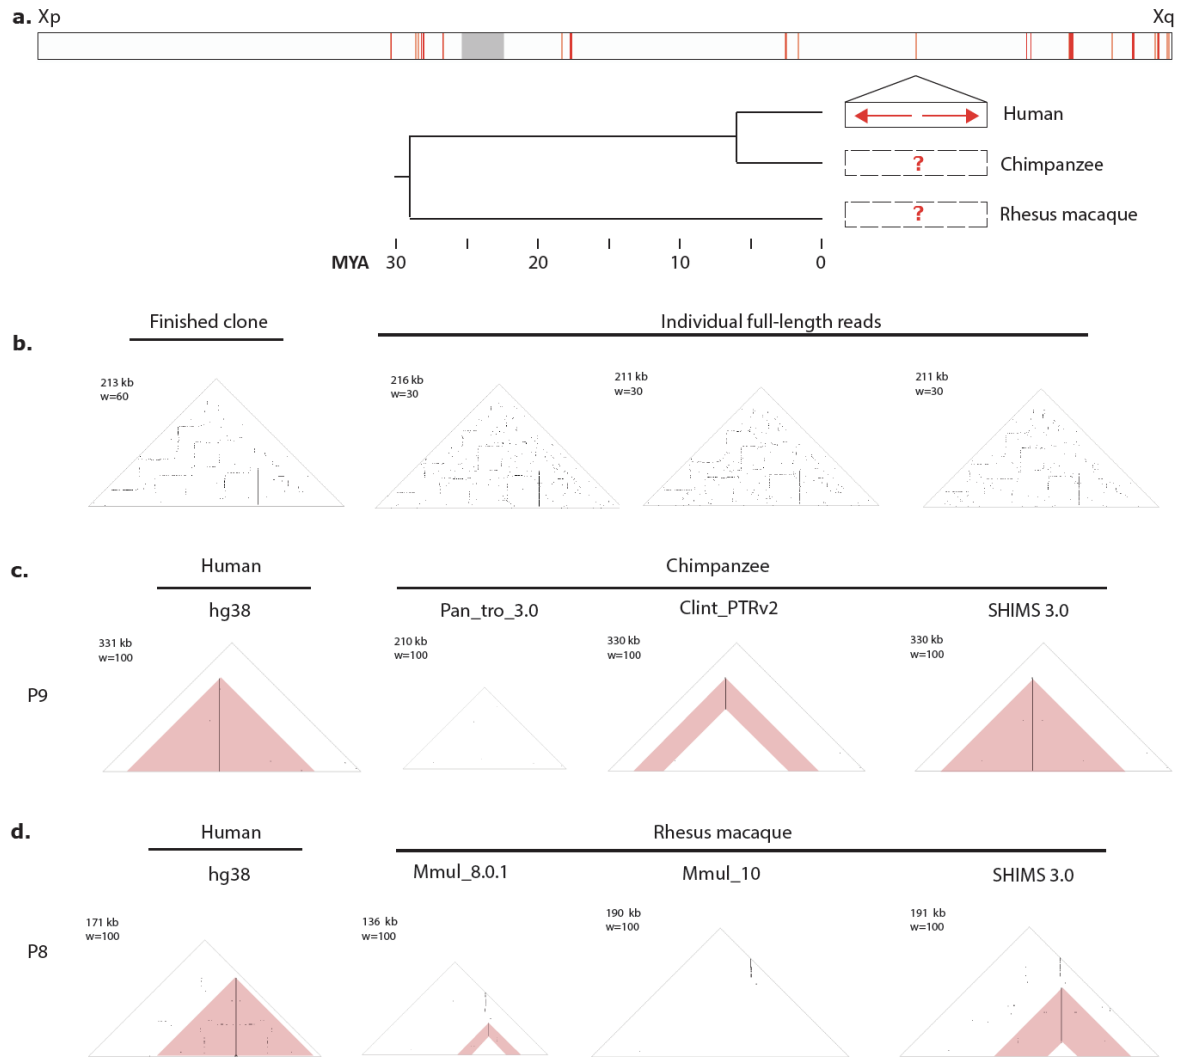 a. Xp Xq
Human
? Chimpanzee
? Rhesus macaque
MYA 30 20 10 0
b. Finished clone Individual full-length reads
213 kb 216 kb 211 kb 211 kb
w=60 w=30 w=30 w=30
c. Human Chimpanzee
hg38 Pan_tro_3.0 Clint_PTRv2 SHIMS 3.0
331 kb 210 kb 330 kb 330 kb
w=100 w=100 w=100 w=100
P9
d. Human Rhesus macaque
hg38 Mmul_8.0.1 Mmul_10 SHIMS 3.0
171 kb 136 kb 190 kb 191 kb
w=100 w=100 w=100 w=100
P8